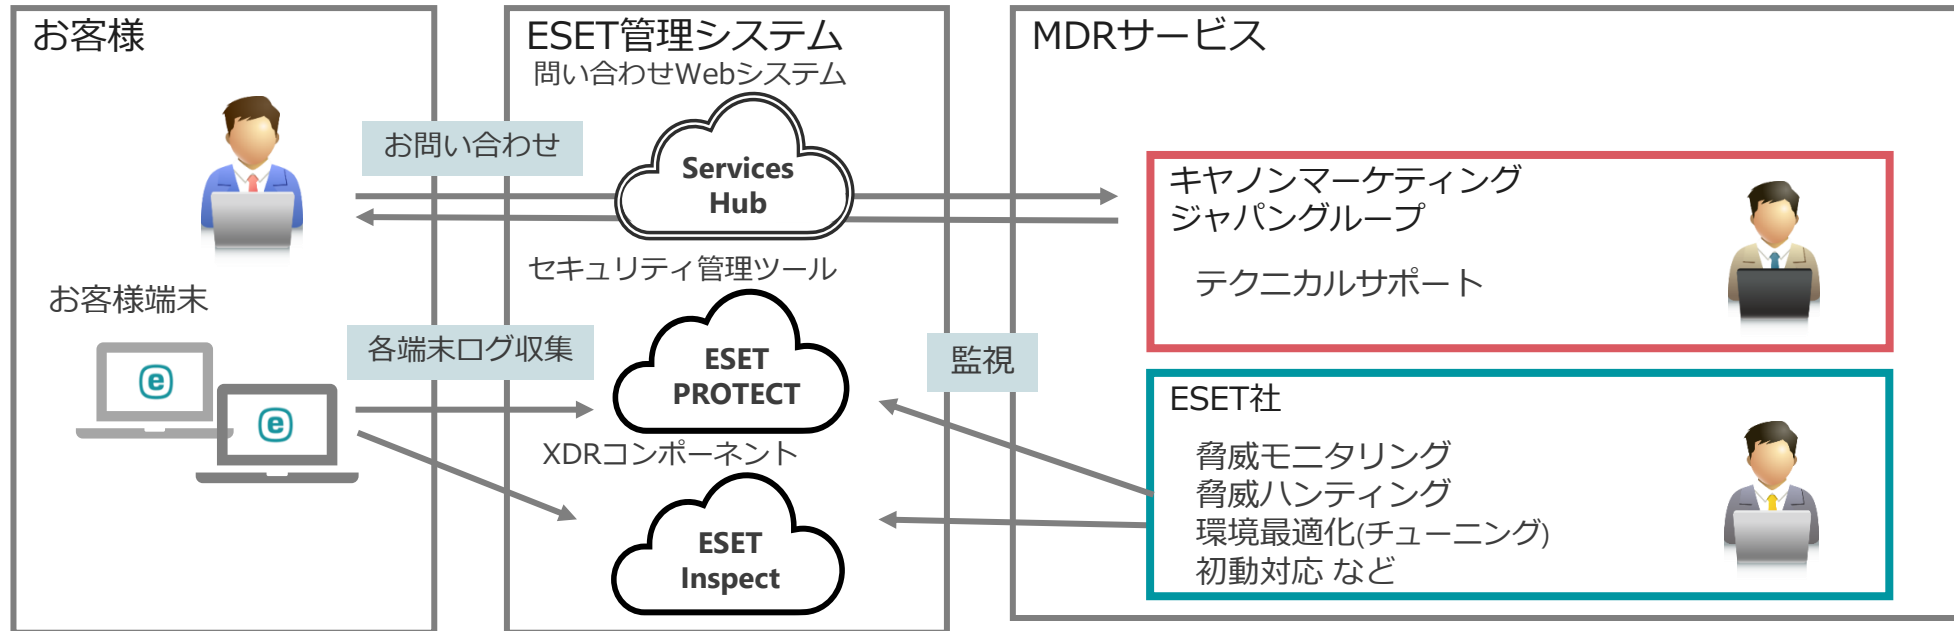 お客様
お問い合わせ
お客様端末
e
e
各端末ログ収集
ESET管理システム
問い合わせWebシステム
Services
Hub
セキュリティ管理ツール
ESET
PROTECT
XDRコンポーネント
ESET
Inspect
監視
MDRサービス
キヤノンマーケティング
ジャパングループ
テクニカルサポート
ESET社
脅威モニタリング
脅威ハンティング
環境最適化(チューニング)
初動対応 など